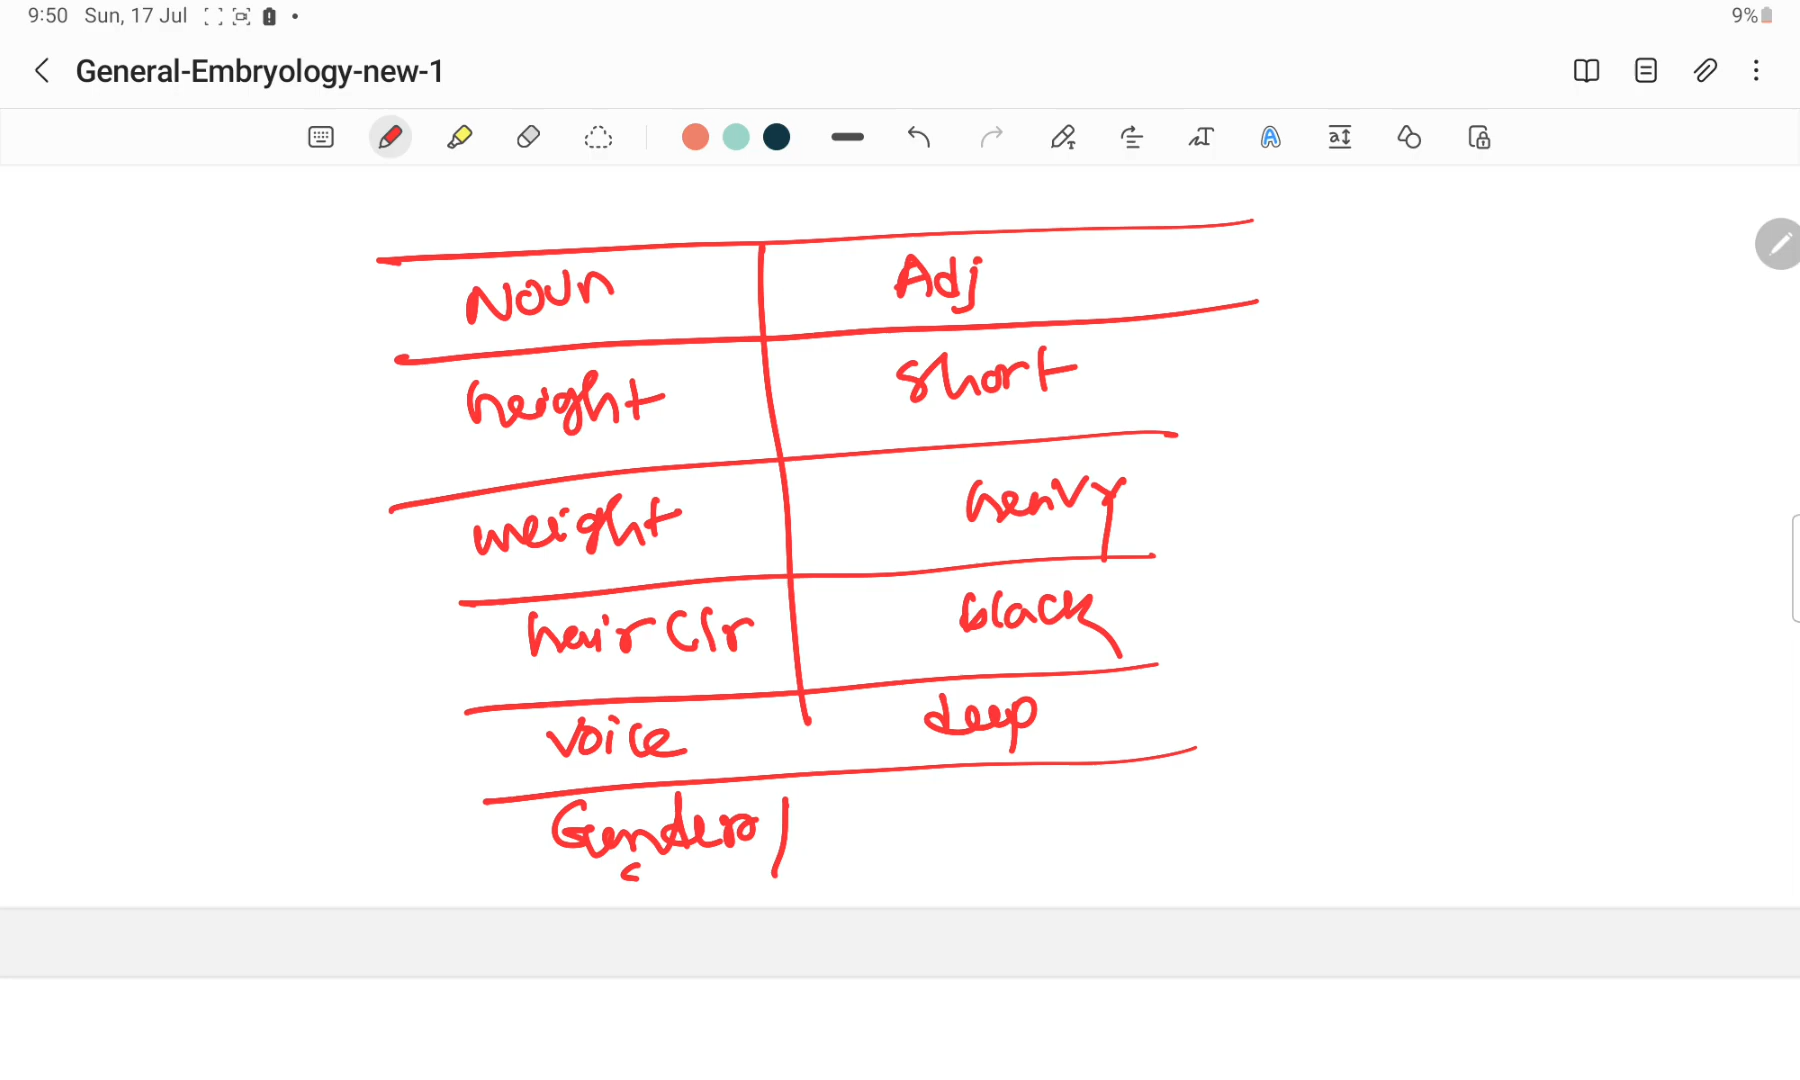 9:50 Sun, 17 Jul 9%
General-Embryology-new-1
Noun Adj
height short
weight heavy
hair Clr black
voice deep
Gender